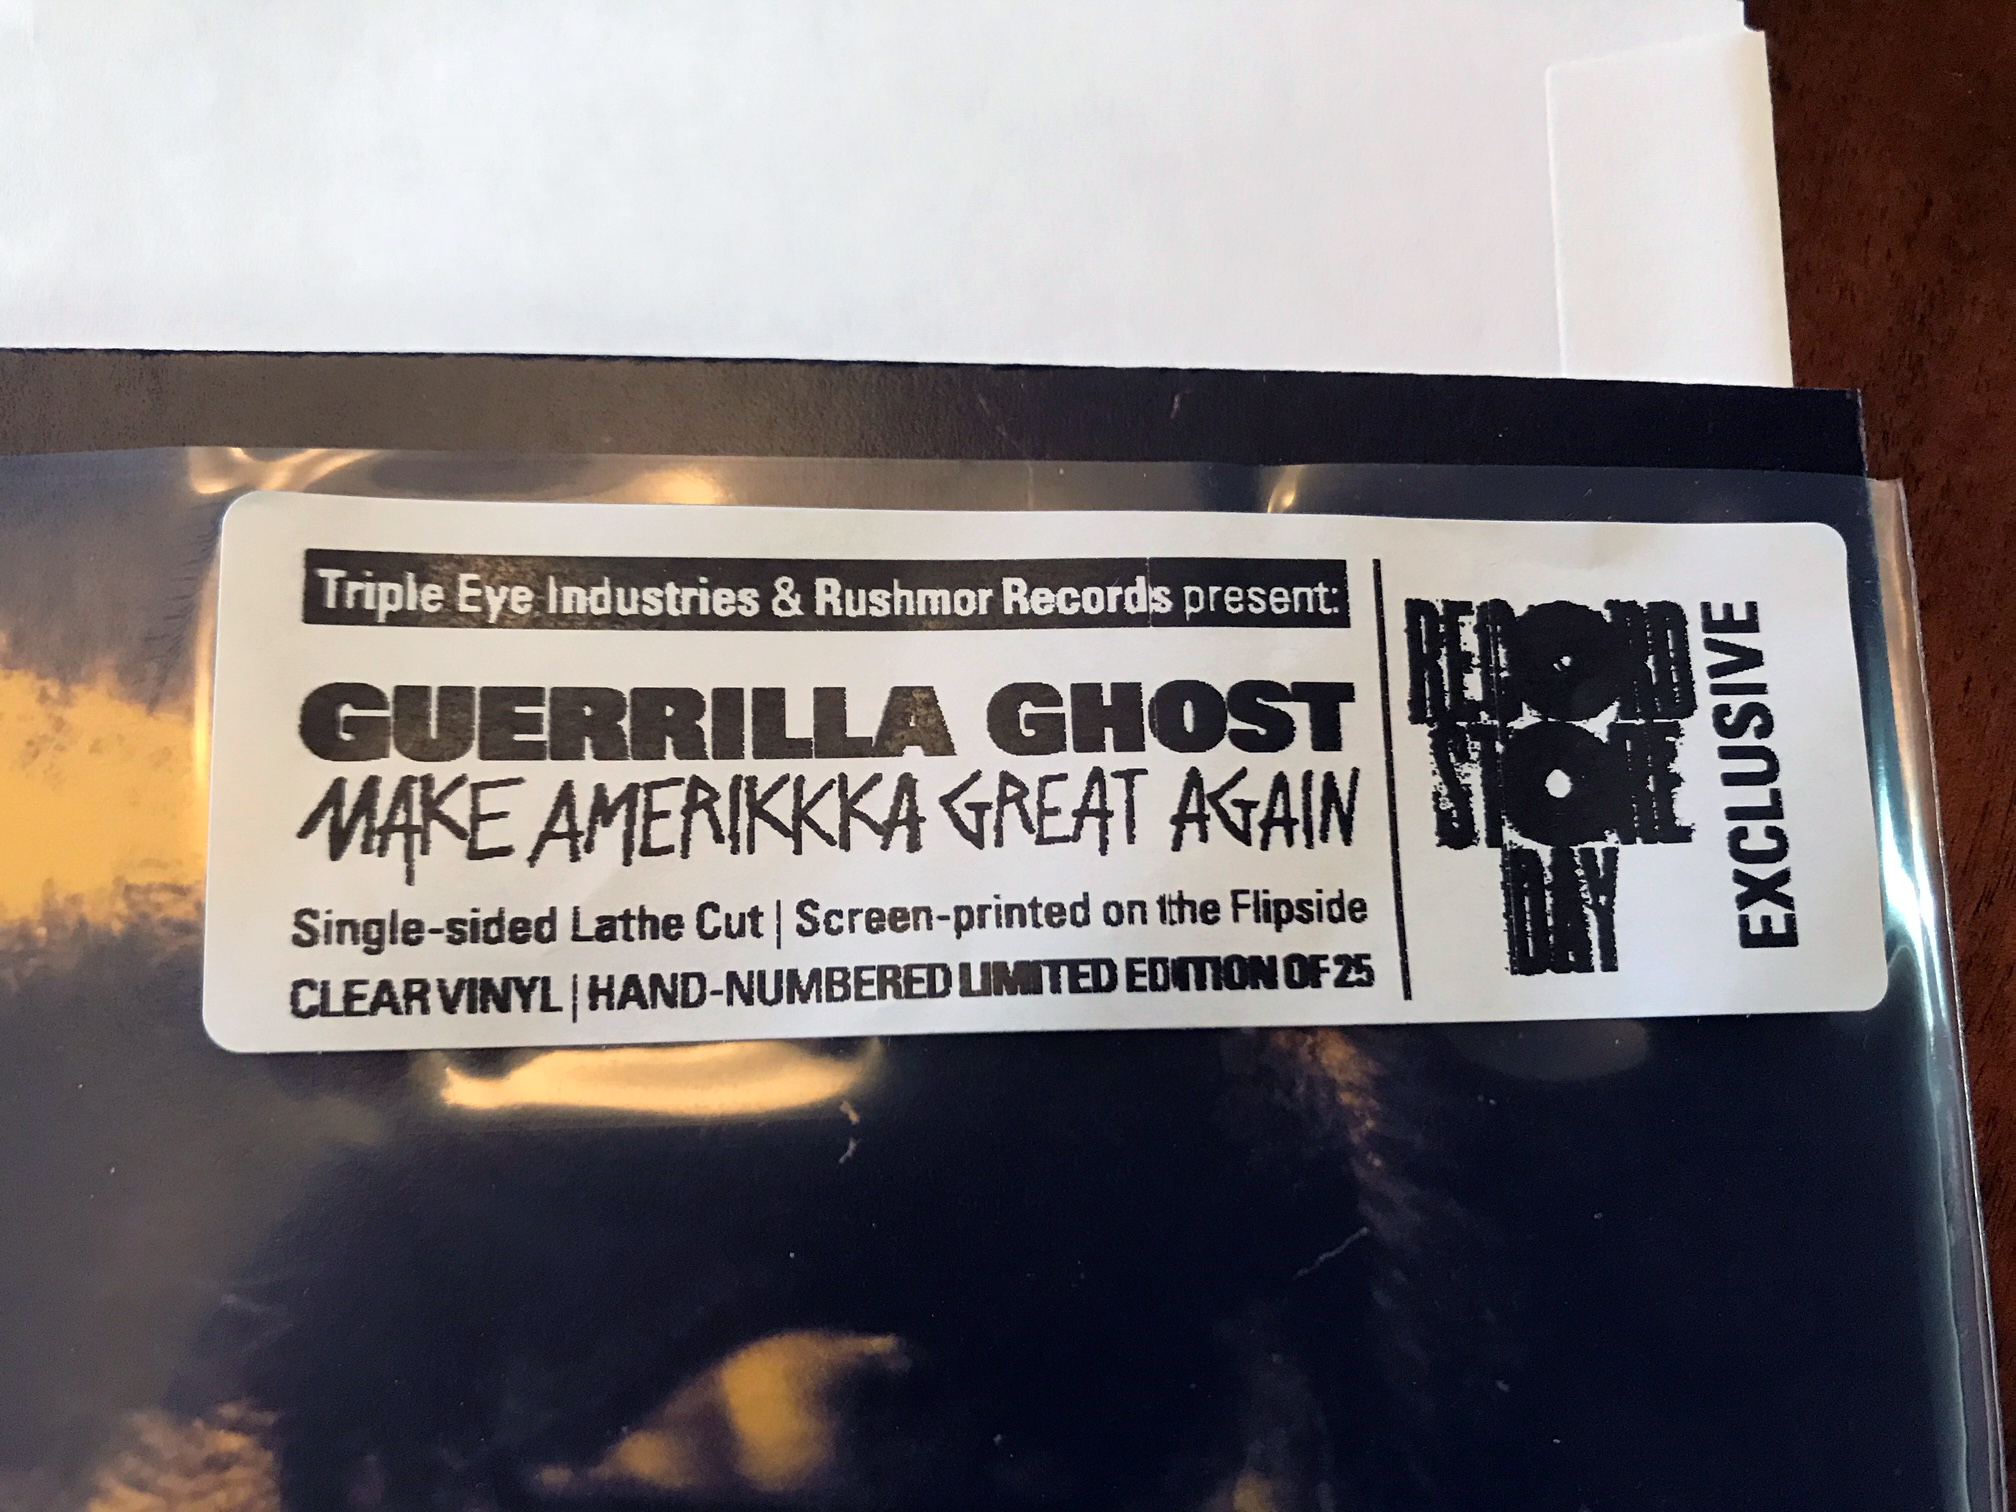 Triple Eye Industries & Rushmor Records present:
GUERRILLA GHOST
MAKE AMERIKKKA GREAT AGAIN
Single-sided Lathe Cut | Screen-printed on the Flipside
CLEAR VINYL | HAND-NUMBERED LIMITED EDITION OF 25
RECORD
STORE
DAY
EXCLUSIVE